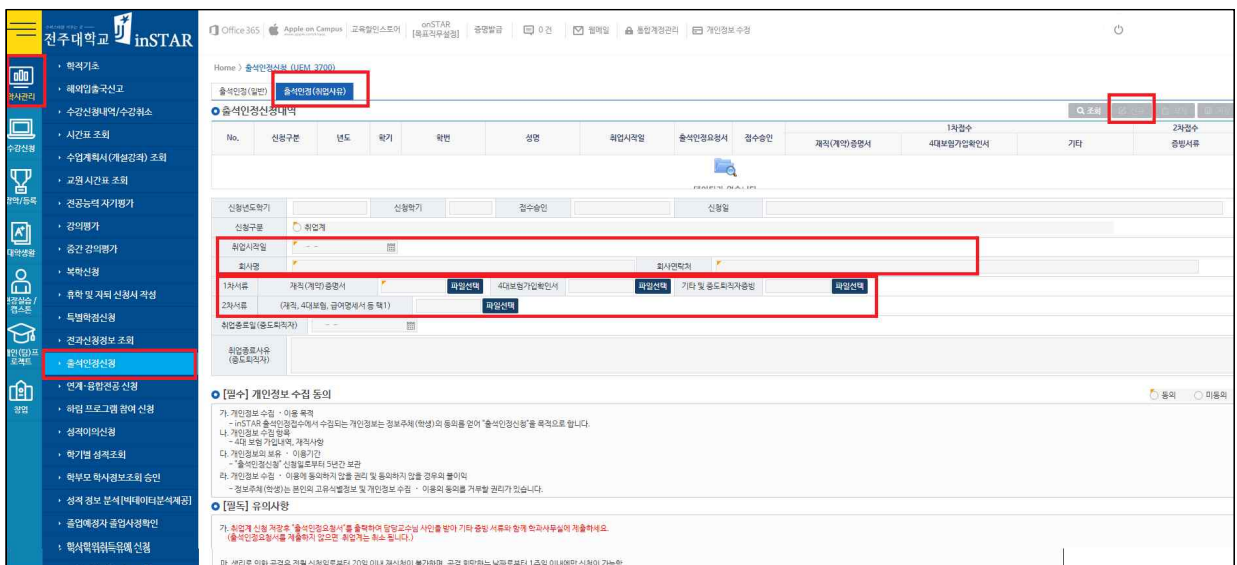 전주대학교 inSTAR
Office 365 Apple on Campus 교육할인스토어 onSTAR [목표직무설정] 증명발급 0 건 웹메일 통합계정관리 개인정보 수정
학사관리
수강신청
장학/등록
대학생활
현장실습 / 캡스톤
개인(팀)프로젝트
창업
학적기초
해외입출국신고
수강신청내역/수강취소
시간표 조회
수업계획서(개설강좌) 조회
교원 시간표 조회
전공능력 자기평가
강의평가
중간 강의평가
복학신청
휴학 및 자퇴 신청서 작성
특별학점신청
전과신청정보 조회
출석인정신청
연계·융합전공 신청
하림 프로그램 참여 신청
성적이의신청
학기별 성적조회
학부모 학사정보조회 승인
성적 정보 분석[빅데이터분석제공]
졸업예정자 졸업사정확인
학사학위취득유예 신청
Home > 출석인정신청 (UEM_3700)
출석인정(일반) 출석인정(취업사유)
출석인정신청내역 조회
No. 신청구분 년도 학기 학번 성명 취업시작일 출석인정요청서 접수승인 1차접수 2차접수
재직(계약)증명서 4대보험가입확인서 기타 증빙서류
신청년도학기 신청학기 접수승인 신청일
신청구분 취업계
취업시작일 - -
회사명 회사연락처
1차서류 재직(계약)증명서 파일선택 4대보험가입확인서 파일선택 기타 및 중도퇴직자증빙 파일선택
2차서류 (재직, 4대보험, 급여명세서 등 택1) 파일선택
취업종료일(중도퇴직자) - -
취업종료사유
(중도퇴직자)
[필수] 개인정보 수집 동의 동의 미동의
가. 개인정보 수집 · 이용 목적
- inSTAR 출석인정접수에서 수집되는 개인정보는 정보주체(학생)의 동의를 얻어 "출석인정신청"을 목적으로 합니다.
나. 개인정보 수집 항목
- 4대 보험 가입내역, 재직사항
다. 개인정보의 보유 · 이용기간
- "출석인정신청" 신청일로부터 5년간 보관
라. 개인정보 수집 · 이용에 동의하지 않을 권리 및 동의하지 않을 경우의 불이익
- 정보주체(학생)는 본인의 고유식별정보 및 개인정보 수집 · 이용의 동의를 거부할 권리가 있습니다.
[필독] 유의사항
가. 취업계 신청 저장후 "출석인정요청서"를 출력하여 담당교수님 사인을 받아 기타 증빙 서류와 함께 학과사무실에 제출하세요.
(출석인정요청서를 제출하지 않으면 취업계는 취소 됩니다.)